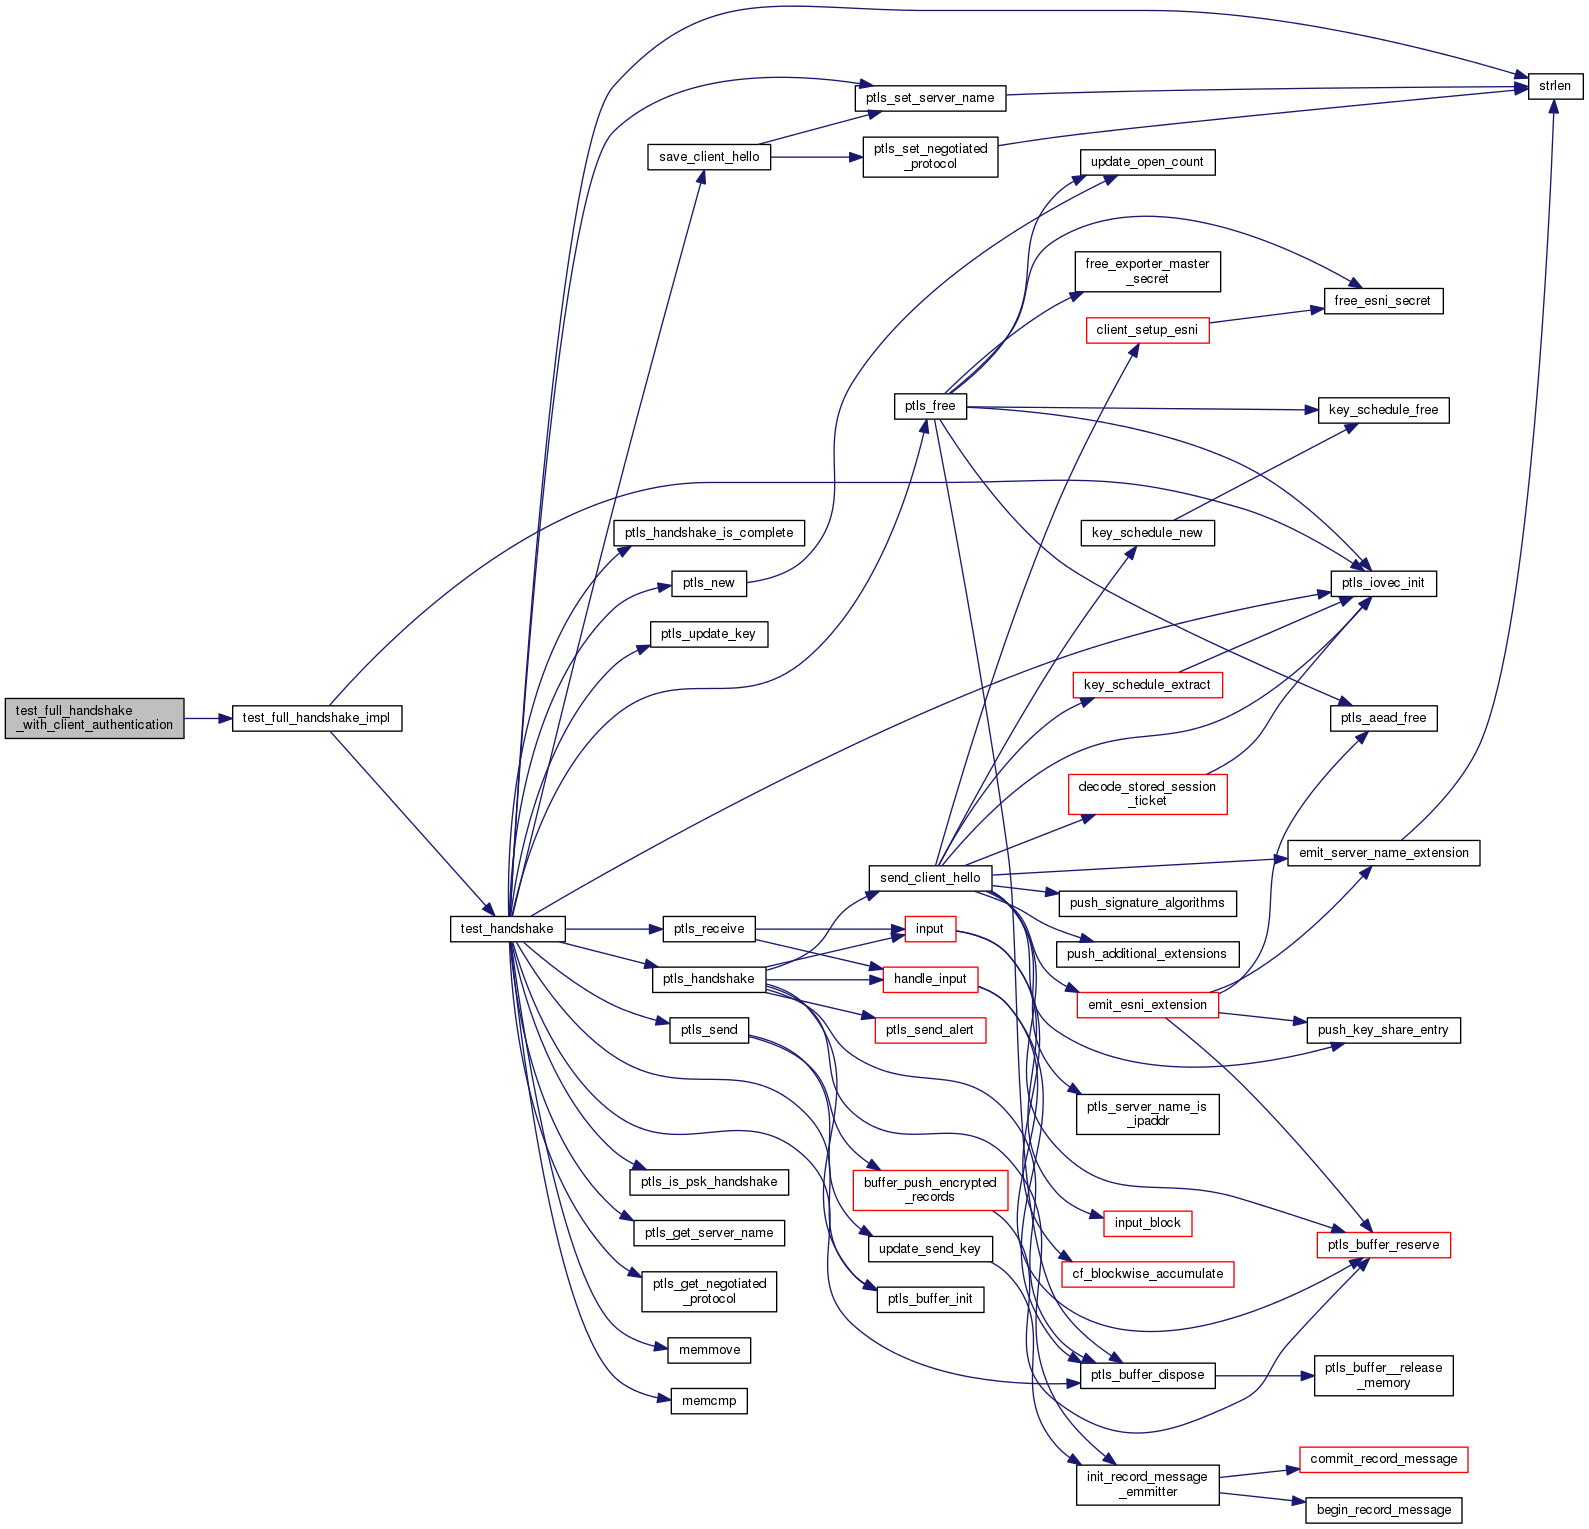 strlen
ptls_set_server_name
ptls_set_negotiated
_protocol
save_client_hello
update_open_count
free_exporter_master
_secret
free_esni_secret
client_setup_esni
ptls_free
key_schedule_free
ptls_handshake_is_complete
key_schedule_new
ptls_new
ptls_iovec_init
ptls_update_key
key_schedule_extract
test_full_handshake
_with_client_authentication
test_full_handshake_impl
ptls_aead_free
decode_stored_session
_ticket
emit_server_name_extension
send_client_hello
push_signature_algorithms
test_handshake
ptls_receive
input
push_additional_extensions
ptls_handshake
handle_input
emit_esni_extension
ptls_send
ptls_send_alert
push_key_share_entry
ptls_server_name_is
_ipaddr
ptls_is_psk_handshake
buffer_push_encrypted
_records
input_block
ptls_get_server_name
update_send_key
ptls_buffer_reserve
cf_blockwise_accumulate
ptls_get_negotiated
_protocol
ptls_buffer_init
memmove
ptls_buffer_dispose
ptls_buffer__release
_memory
memcmp
commit_record_message
init_record_message
_emmitter
begin_record_message